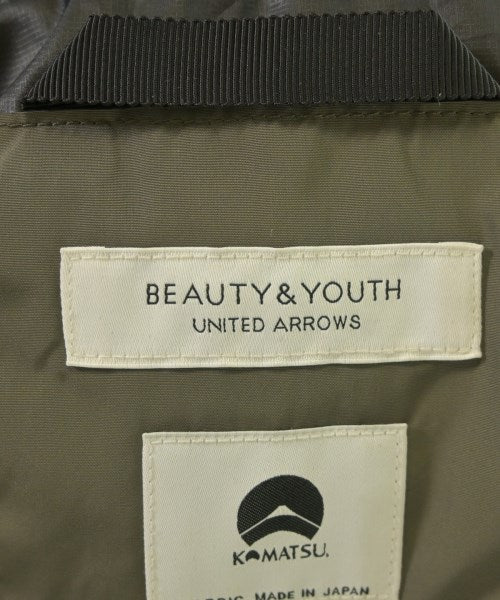 BEAUTY&YOUTH
UNITED ARROWS
KOMATSU.
MADE IN JAPAN